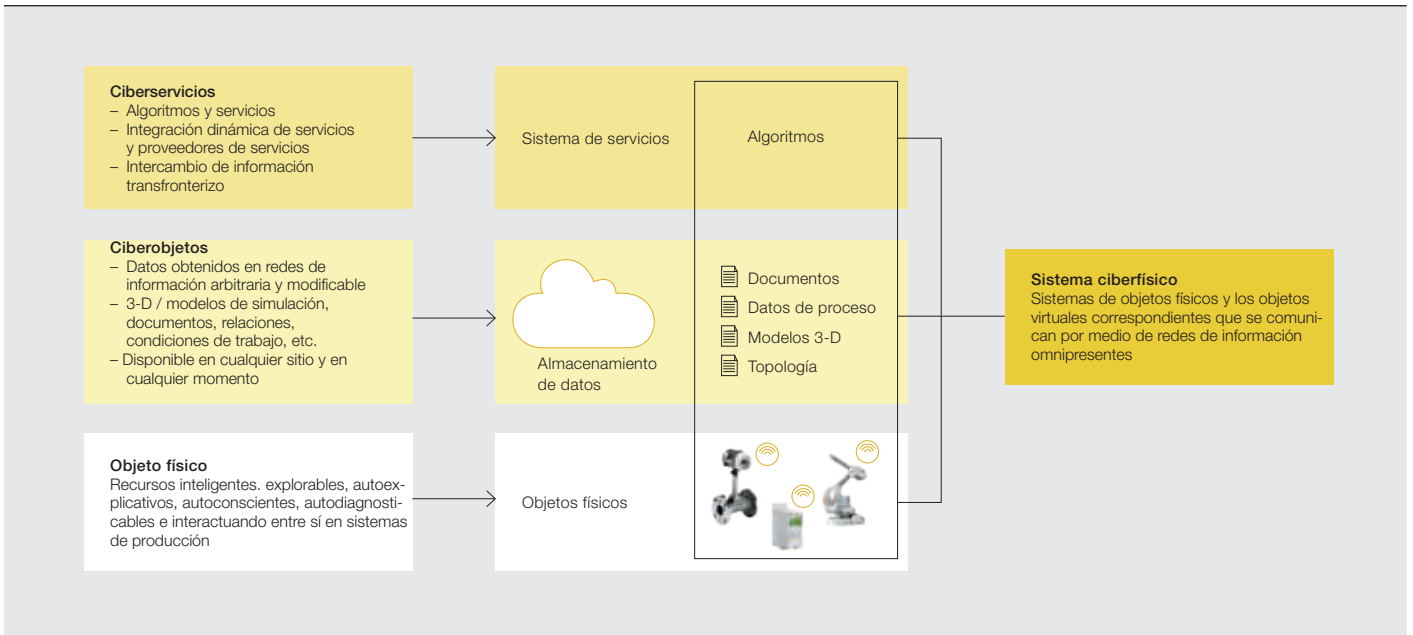 Ciberservicios
– Algoritmos y servicios
– Integración dinámica de servicios
y proveedores de servicios
– Intercambio de información
transfronterizo
Sistema de servicios
Algoritmos
Ciberobjetos
– Datos obtenidos en redes de
información arbitraria y modificable
– 3-D / modelos de simulación,
documentos, relaciones,
condiciones de trabajo, etc.
– Disponible en cualquier sitio y en
cualquier momento
Almacenamiento
de datos
Documentos
Datos de proceso
Modelos 3-D
Topología
Sistema ciberfísico
Sistemas de objetos físicos y los objetos
virtuales correspondientes que se comuni-
can por medio de redes de información
omnipresentes
Objeto físico
Recursos inteligentes. explorables, autoex-
plicativos, autoconscientes, autodiagnosti-
cables e interactuando entre sí en sistemas
de producción
Objetos físicos